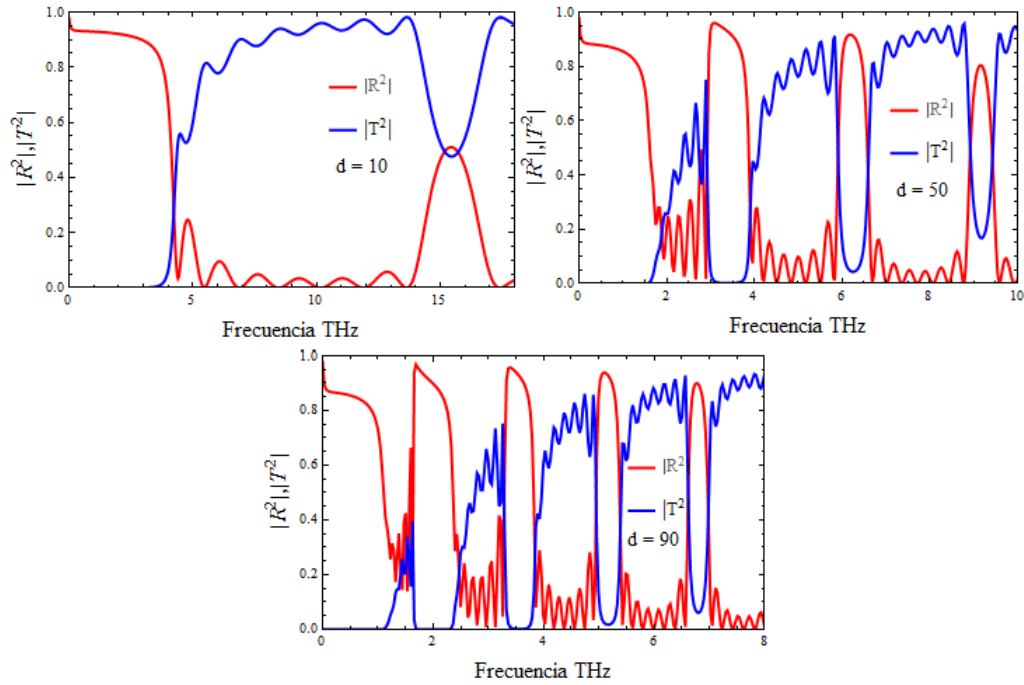 1.0
0.8
0.6
0.4
0.2
0.0
0
5
10
15
|R²|,|T²|
|R²|
|T²|
d = 10
Frecuencia THz
1.0
0.8
0.6
0.4
0.2
0.0
0
2
4
6
8
10
|R²|,|T²|
|R²|
|T²|
d = 50
Frecuencia THz
1.0
0.8
0.6
0.4
0.2
0.0
0
2
4
6
8
|R²|,|T²|
|R²
|T²
d = 90
Frecuencia THz